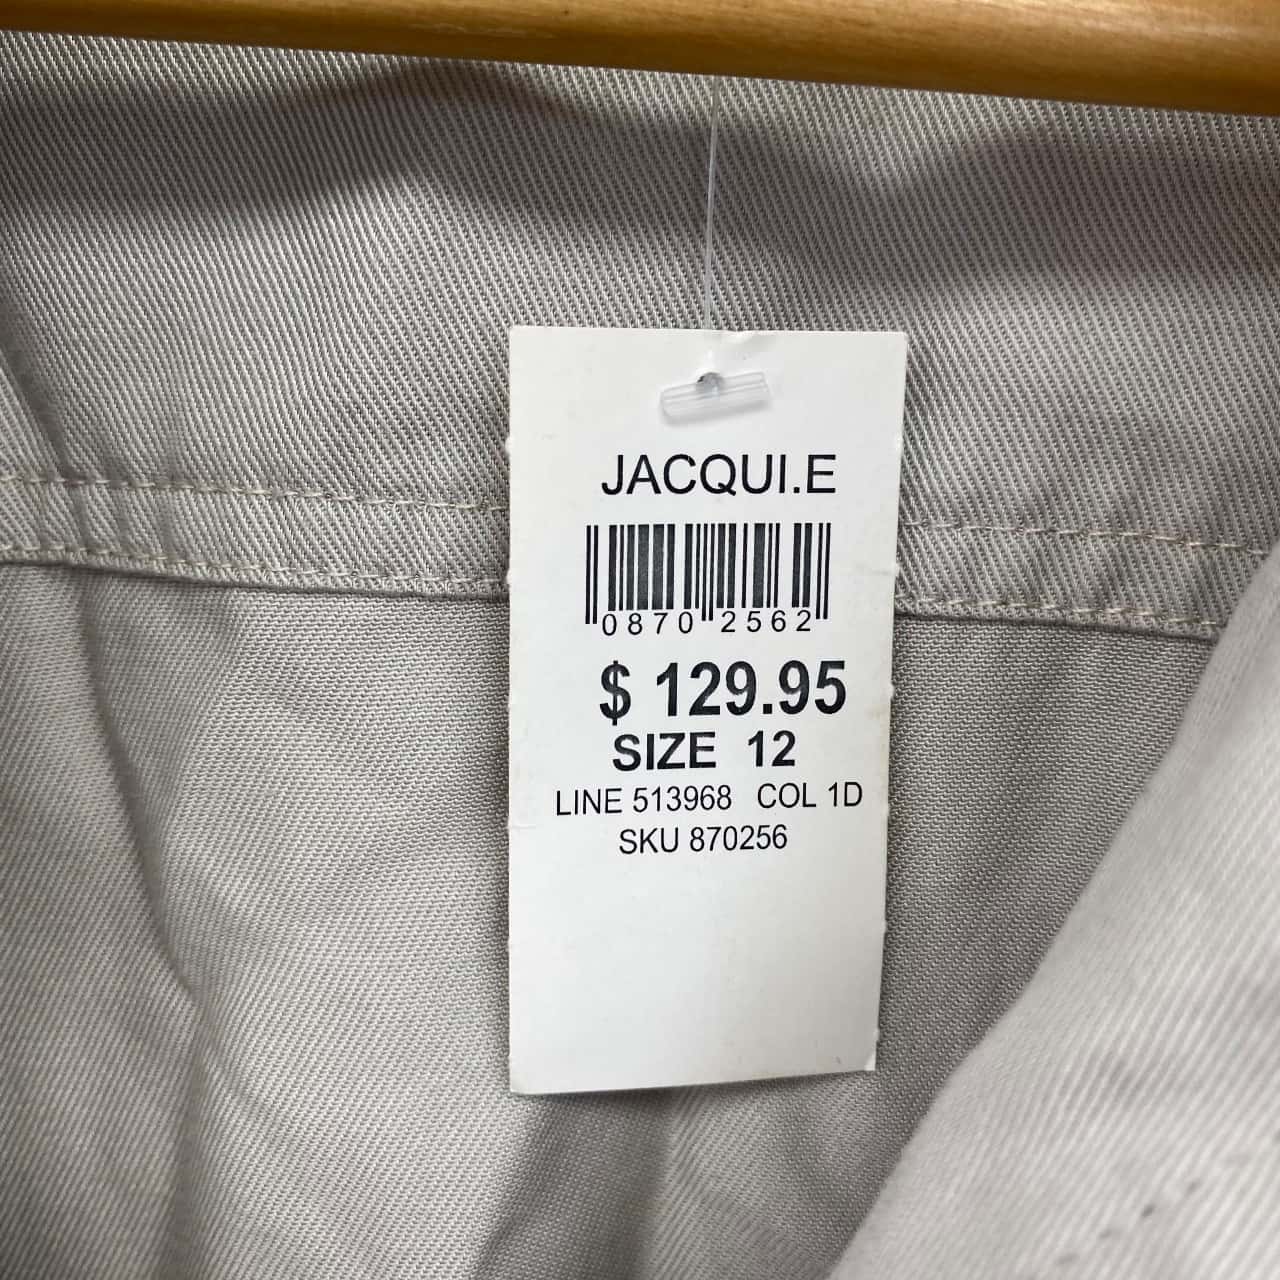 JACQUI.E
0870 2562
$ 129.95
SIZE 12
LINE 513968 COL 1D
SKU 870256